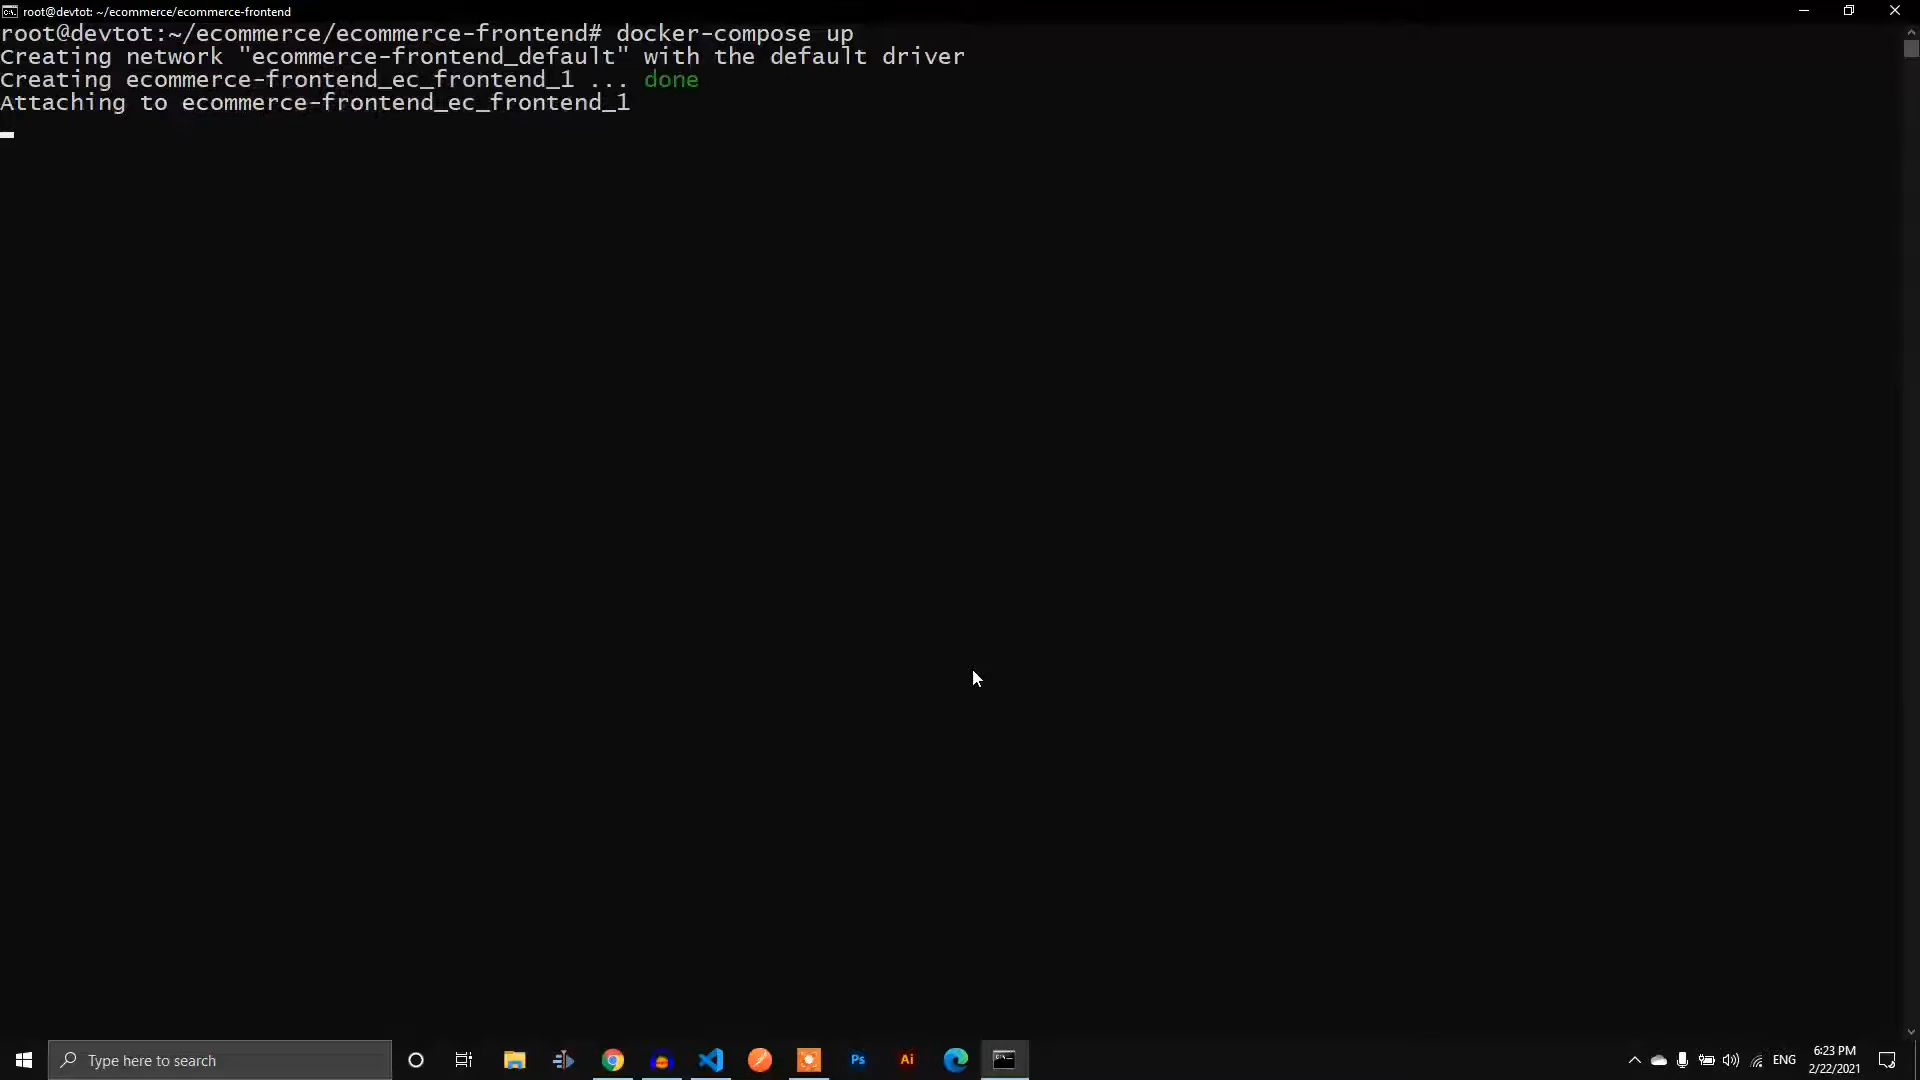 root@devtot: ~/ecommerce/ecommerce-frontend
root@devtot:~/ecommerce/ecommerce-frontend# docker-compose up
Creating network "ecommerce-frontend_default" with the default driver
Creating ecommerce-frontend_ec_frontend_1 ... done
Attaching to ecommerce-frontend_ec_frontend_1
Type here to search
Ps
Ai
ENG
6:23 PM
2/22/2021